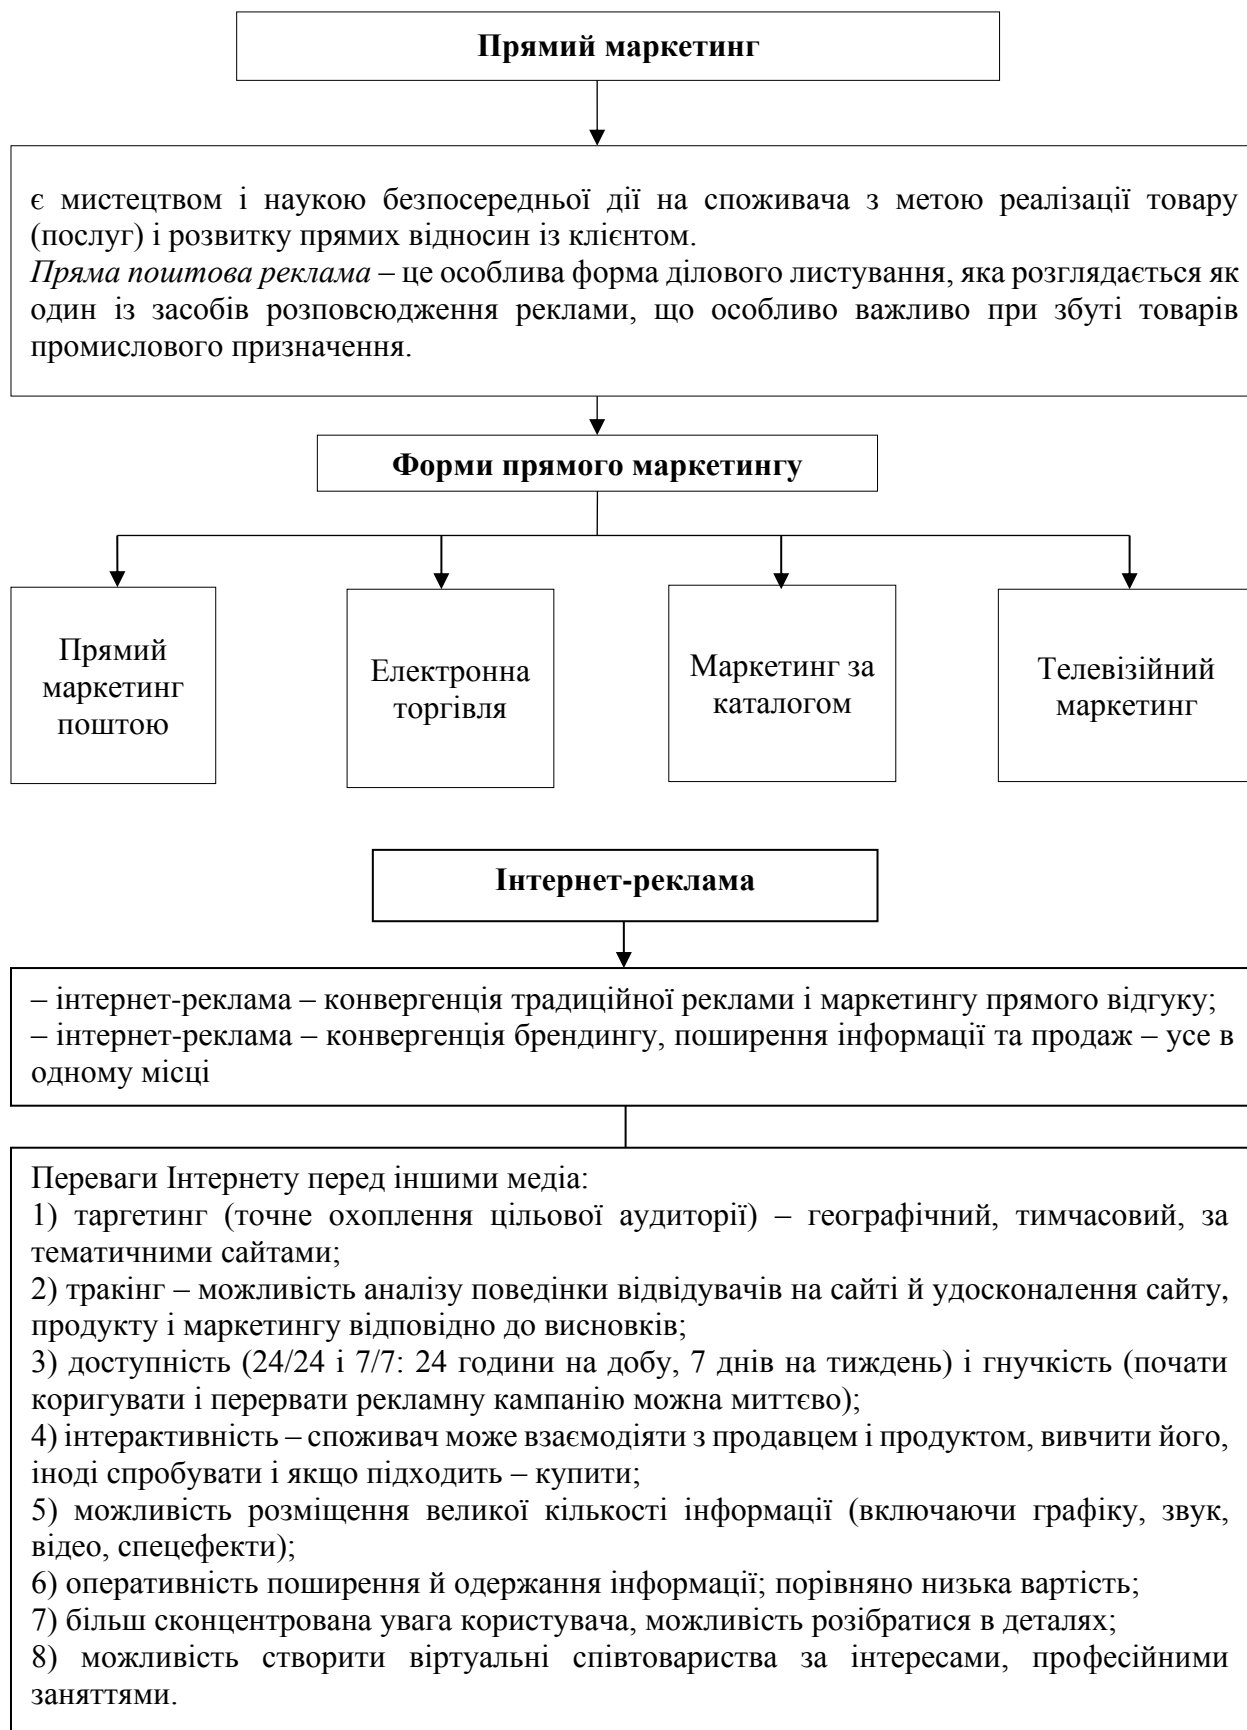 Прямий маркетинг
є мистецтвом і наукою безпосередньої дії на споживача з метою реалізації товару
(послуг) і розвитку прямих відносин із клієнтом.
Пряма поштова реклама – це особлива форма ділового листування, яка розглядається як
один із засобів розповсюдження реклами, що особливо важливо при збуті товарів
промислового призначення.
Форми прямого маркетингу
Прямий
маркетинг
поштою
Електронна
торгівля
Маркетинг за
каталогом
Телевізійний
маркетинг
Інтернет-реклама
– інтернет-реклама – конвергенція традиційної реклами і маркетингу прямого відгуку;
– інтернет-реклама – конвергенція брендингу, поширення інформації та продаж – усе в
одному місці
Переваги Інтернету перед іншими медіа:
1) таргетинг (точне охоплення цільової аудиторії) – географічний, тимчасовий, за
тематичними сайтами;
2) тракінг – можливість аналізу поведінки відвідувачів на сайті й удосконалення сайту,
продукту і маркетингу відповідно до висновків;
3) доступність (24/24 і 7/7: 24 години на добу, 7 днів на тиждень) і гнучкість (почати
коригувати і перервати рекламну кампанію можна миттєво);
4) інтерактивність – споживач може взаємодіяти з продавцем і продуктом, вивчити його,
іноді спробувати і якщо підходить – купити;
5) можливість розміщення великої кількості інформації (включаючи графіку, звук,
відео, спецефекти);
6) оперативність поширення й одержання інформації; порівняно низька вартість;
7) більш сконцентрована увага користувача, можливість розібратися в деталях;
8) можливість створити віртуальні співтовариства за інтересами, професійними
заняттями.